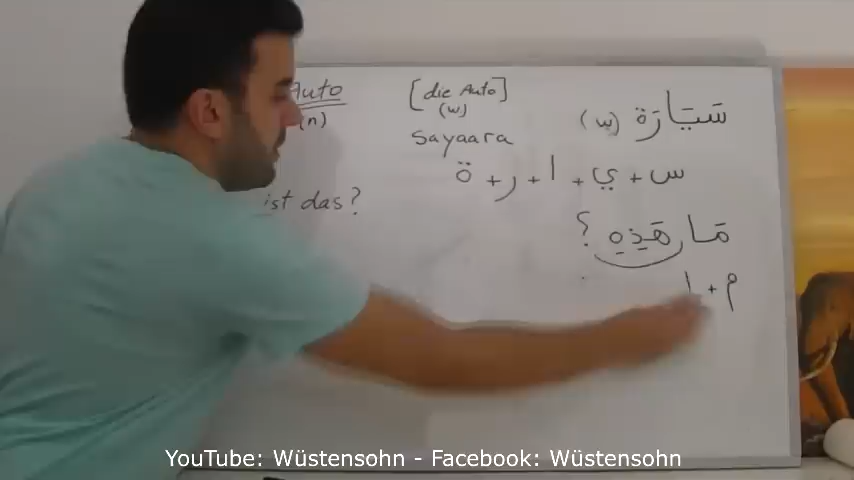 Auto [die Auto] سَيَّارَة (w)
(n) (w)
sayaara
س + ي + ا + ر + ة
ist das? مَا هَذِهِ ؟
م + ا
YouTube: Wüstensohn - Facebook: Wüstensohn